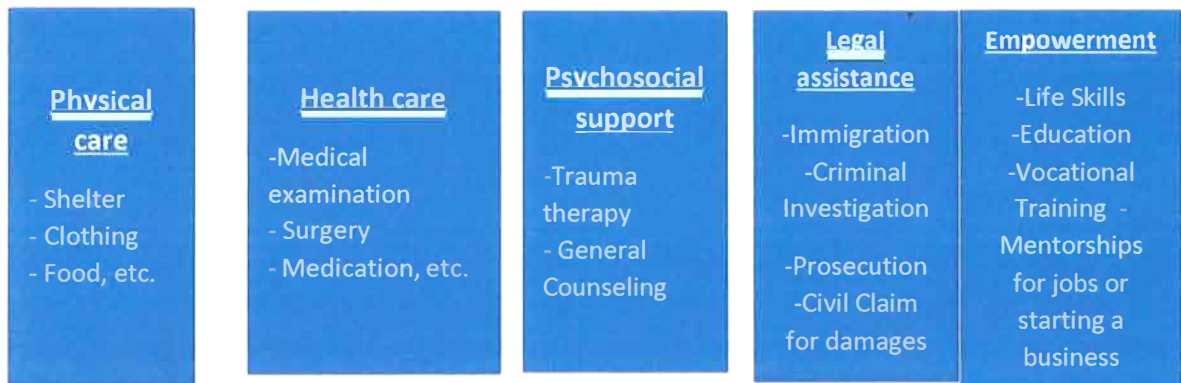 Physical
care
- Shelter
- Clothing
- Food, etc.
Health care
-Medical
examination
- Surgery
- Medication, etc.
Psychosocial
support
-Trauma
therapy
- General
Counseling
Legal
assistance
-Immigration
-Criminal
Investigation
-Prosecution
-Civil Claim
for damages
Empowerment
-Life Skills
-Education
-Vocational
Training -
Mentorships
for jobs or
starting a
business